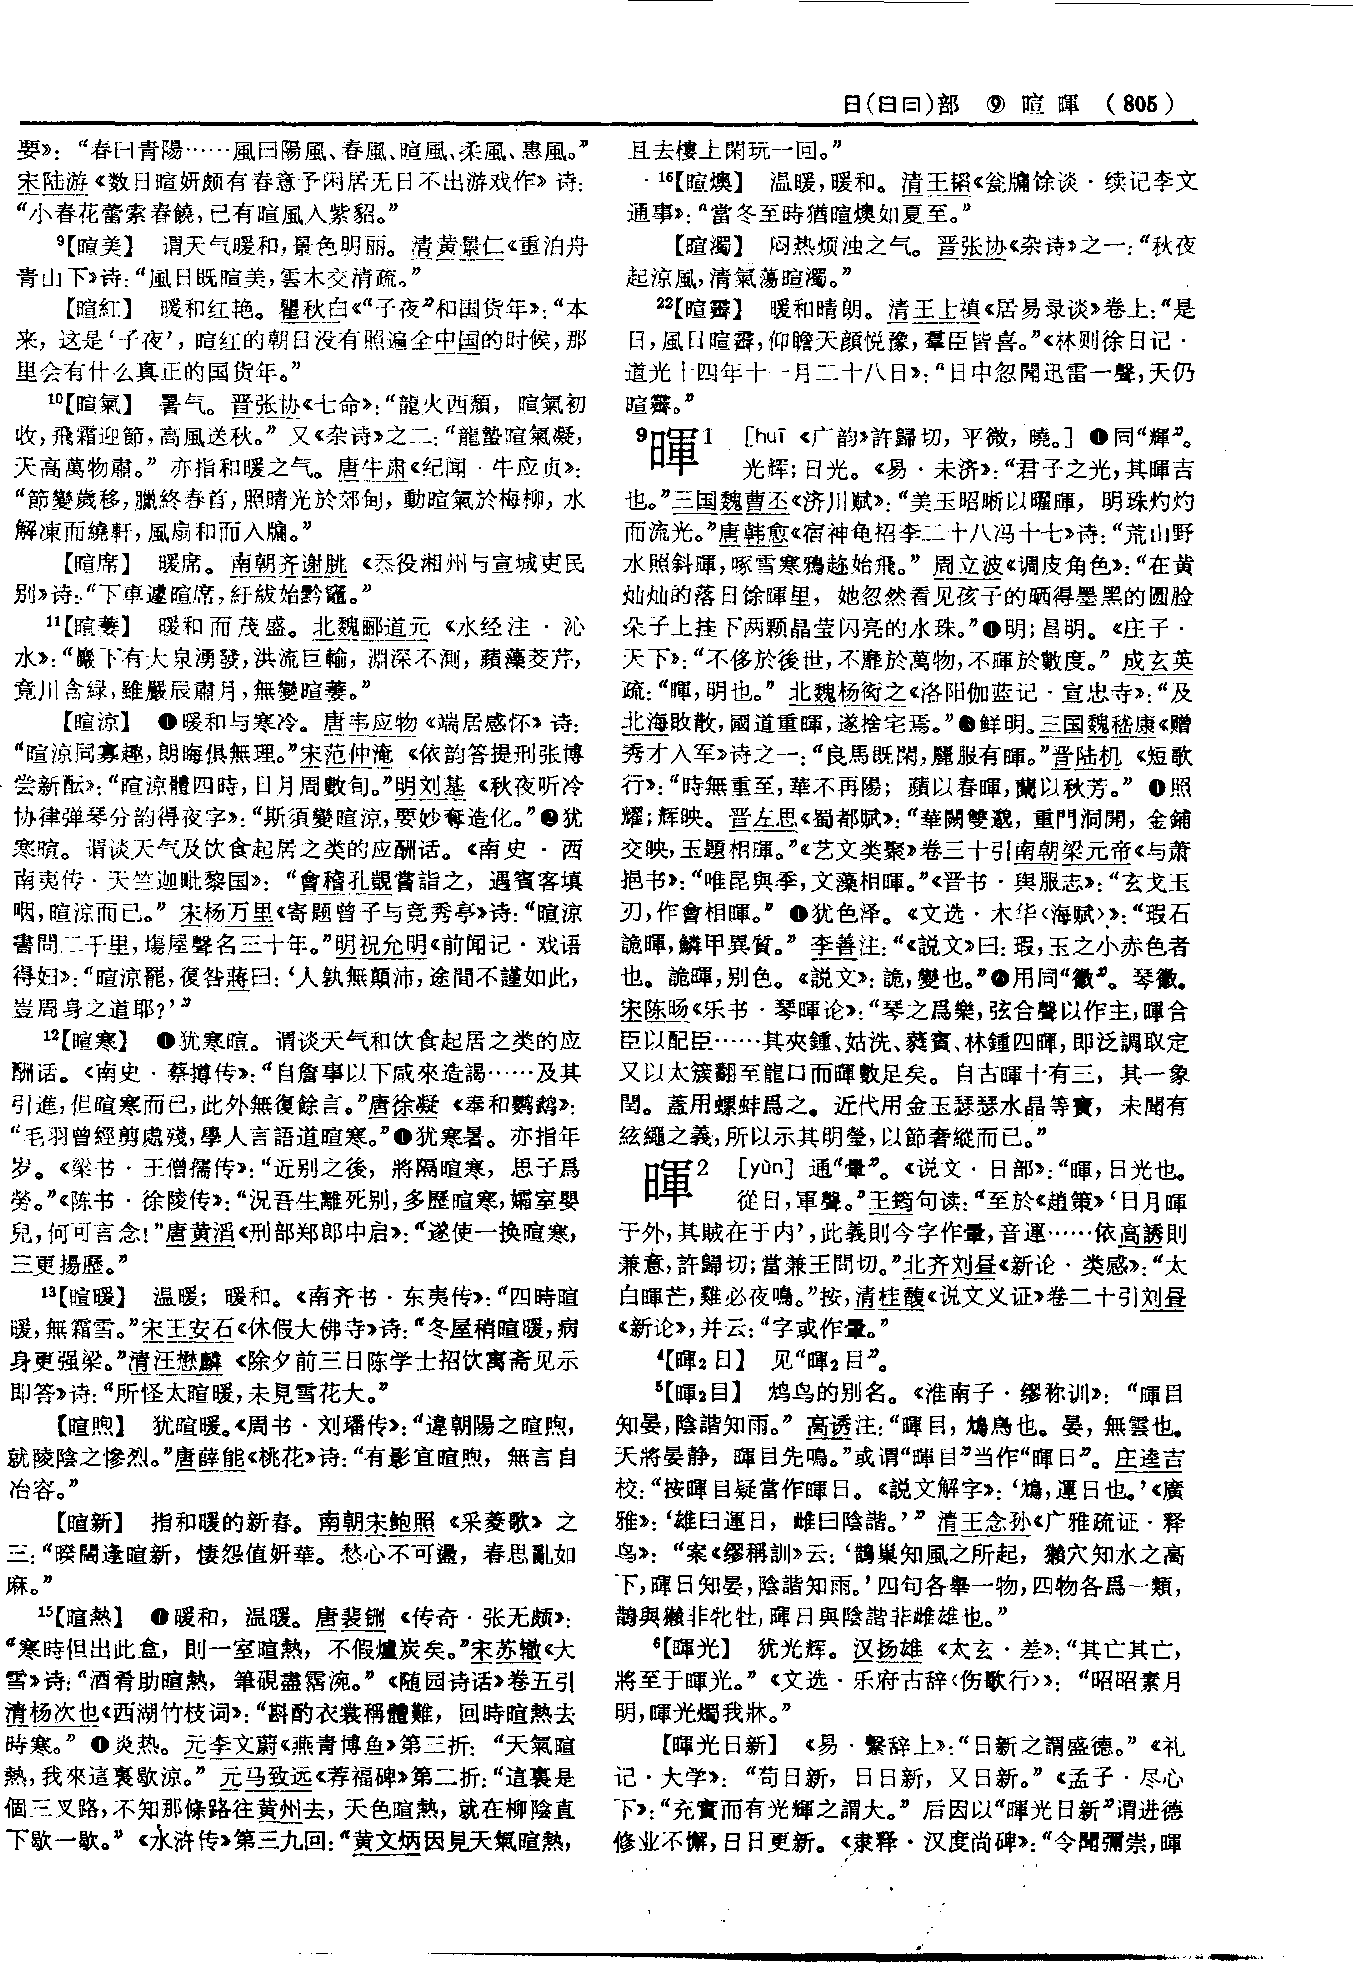 日(曰𫩏)部 ⑨ 暄 暉 (805)
要》：“春曰青陽……風曰陽風、春風、暄風、柔風、惠風。”
宋陆游《数日暄妍颇有春意予闲居无日不出游戏作》诗：
“小春花蕾索春饒，已有暄風入紫貂。”
⁹【暄美】 谓天气暖和，景色明丽。清黄景仁《重泊舟
青山下》诗：“風日既暄美，雲木交清疏。”
【暄紅】 暖和红艳。瞿秋白《“子夜”和国货年》：“本
来，这是‘子夜’，暄红的朝日没有照遍全中国的时候，那
里会有什么真正的国货年。”
¹⁰【暄氣】 暑气。晋张协《七命》：“龍火西頹，暄氣初
收，飛霜迎節，高風送秋。”又《杂诗》之二：“龍蟄暄氣凝，
天高萬物肅。”亦指和暖之气。唐牛肃《纪闻·牛应贞》：
“節變歲移，臘終春首，照晴光於郊甸，動暄氣於梅柳，水
解凍而繞軒，風扇和而入牖。”
【暄席】 暖席。南朝齐谢朓《忝役湘州与宣城吏民
别》诗：“下車遽暄席，紆紱始黔竈。”
¹¹【暄萋】 暖和而茂盛。北魏郦道元《水经注·沁
水》：“巖下有大泉湧發，洪流巨輸，淵深不測，蘋藻茭芹，
竟川含緑，雖嚴辰肅月，無變暄萋。”
【暄涼】 ❶暖和与寒冷。唐韦应物《端居感怀》诗：
“暄涼同寡趣，朗晦俱無理。”宋范仲淹《依韵答提刑张博
尝新酝》：“暄涼體四時，日月周數旬。”明刘基《秋夜听冷
协律弹琴分韵得夜字》：“斯須變暄涼，要妙奪造化。”❷犹
寒暄。谓谈天气及饮食起居之类的应酬话。《南史·西
南夷传·天竺迦毗黎国》：“會稽孔覬嘗詣之，遇賓客填
咽，暄涼而已。”宋杨万里《寄题曾子与竞秀亭》诗：“暄涼
書問二千里，場屋聲名三十年。”明祝允明《前闻记·戏语
得妇》：“暄涼罷，復咎蔣曰：‘人孰無顛沛，途間不謹如此，
豈周身之道耶？’”
¹²【暄寒】 ❶犹寒暄。谓谈天气和饮食起居之类的应
酬话。《南史·蔡撙传》：“自詹事以下咸來造謁……及其
引進，但暄寒而已，此外無復餘言。”唐徐凝《奉和鹦鹉》：
“毛羽曾經剪處殘，學人言語道暄寒。”❷犹寒暑。亦指年
岁。《梁书·王僧孺传》：“近别之後，將隔暄寒，思子爲
勞。”《陈书·徐陵传》：“況吾生離死别，多歷暄寒，孀室嬰
兒，何可言念！”唐黄滔《刑部郑郎中启》：“遂使一换暄寒，
三更揚歷。”
¹³【暄暖】 温暖；暖和。《南齐书·东夷传》：“四時暄
暖，無霜雪。”宋王安石《休假大佛寺》诗：“冬屋稍暄暖，病
身更强梁。”清汪懋麟《除夕前三日陈学士招饮寓斋见示
即答》诗：“所怪太暄暖，未見雪花大。”
【暄煦】 犹暄暖。《周书·刘璠传》：“違朝陽之暄煦，
就陵陰之慘烈。”唐薛能《桃花》诗：“有影宜暄煦，無言自
冶容。”
【暄新】 指和暖的新春。南朝宋鲍照《采菱歌》之
三：“睽闊逢暄新，悽怨值妍華。愁心不可盪，春思亂如
麻。”
¹⁵【暄熱】 ❶暖和，温暖。唐裴铏《传奇·张无颇》：
“寒時但出此盒，則一室暄熱，不假爐炭矣。”宋苏辙《大
雪》诗：“酒肴助暄熱，筆硯盡霑涴。”《随园诗话》卷五引
清杨次也《西湖竹枝词》：“斟酌衣裳稱體難，回時暄熱去
時寒。”❷炎热。元李文蔚《燕青博鱼》第三折：“天氣暄
熱，我來這裏歇涼。”元马致远《荐福碑》第二折：“這裏是
個三叉路，不知那條路往黄州去，天色暄熱，就在柳陰直
下歇一歇。”《水浒传》第三九回：“黄文炳因見天氣暄熱，
且去樓上閑玩一回。”
¹⁶【暄燠】 温暖，暖和。清王韬《瓮牖馀谈·续记李文
通事》：“當冬至時猶暄燠如夏至。”
【暄濁】 闷热烦浊之气。晋张协《杂诗》之一：“秋夜
起涼風，清氣蕩暄濁。”
²²【暄霽】 暖和晴朗。清王士禛《居易录谈》卷上：“是
日，風日暄霽，仰瞻天顔悦豫，羣臣皆喜。”《林则徐日记·
道光十四年十一月二十八日》：“日中忽聞迅雷一聲，天仍
暄霽。”
⁹暉¹ ［huī 《广韵》許歸切，平微，曉。］❶同“輝”。
光辉；日光。《易·未济》：“君子之光，其暉吉
也。”三国魏曹丕《济川赋》：“美玉昭晣以曜暉，明珠灼灼
而流光。”唐韩愈《宿神龟招李二十八冯十七》诗：“荒山野
水照斜暉，啄雪寒鴉趁始飛。”周立波《调皮角色》：“在黄
灿灿的落日馀暉里，她忽然看见孩子的晒得墨黑的圆脸
朵子上挂下两颗晶莹闪亮的水珠。”❷明；昌明。《庄子·
天下》：“不侈於後世，不靡於萬物，不暉於數度。”成玄英
疏：“暉，明也。”北魏杨衒之《洛阳伽蓝记·宣忠寺》：“及
北海敗散，國道重暉，遂捨宅焉。”❸鲜明。三国魏嵇康《赠
秀才入军》诗之一：“良馬既閑，麗服有暉。”晋陆机《短歌
行》：“時無重至，華不再陽；蘋以春暉，蘭以秋芳。”❹照
耀；辉映。晋左思《蜀都赋》：“華闕雙邈，重門洞開，金鋪
交映，玉題相暉。”《艺文类聚》卷三十引南朝梁元帝《与萧
挹书》：“唯昆與季，文藻相暉。”《晋书·舆服志》：“玄戈玉
刃，作會相暉。”❺犹色泽。《文选·木华〈海赋〉》：“瑕石
詭暉，鱗甲異質。”李善注：“《説文》曰：瑕，玉之小赤色者
也。詭暉，别色。《説文》：詭，變也。”❻用同“徽”。琴徽。
宋陈旸《乐书·琴暉论》：“琴之爲樂，弦合聲以作主，暉合
臣以配臣……其夾鍾、姑洗、蕤賓、林鍾四暉，即泛調取定
又以太簇翻至龍口而暉數足矣。自古暉十有三，其一象
閏。蓋用螺蚌爲之。近代用金玉瑟瑟水晶等寶，未聞有
絃繩之義，所以示其明瑩，以節奢縱而已。”
暉² ［yùn］通“暈”。《说文·日部》：“暉，日光也。
從日，軍聲。”王筠句读：“至於《趙策》‘日月暉
于外，其賊在于内’，此義則今字作暈，音運……依高誘則
兼意，許歸切；當兼王問切。”北齐刘昼《新论·类感》：“太
白暉芒，雞必夜鳴。”按，清桂馥《说文义证》卷二十引刘昼
《新论》，并云：“字或作暈。”
⁴【暉₂日】 见“暉₂目”。
⁵【暉₂目】 鸩鸟的别名。《淮南子·缪称训》：“暉目
知晏，陰諧知雨。”高诱注：“暉目，鴆鳥也。晏，無雲也。
天將晏静，暉目先鳴。”或谓“暉目”当作“暉日”。庄逵吉
校：“按暉目疑當作暉日。《説文解字》：‘鴆，運日也。’《廣
雅》：‘雄曰運日，雌曰陰諧。’”清王念孙《广雅疏证·释
鸟》：“案《缪稱訓》云：‘鵲巢知風之所起，獺穴知水之高
下，暉日知晏，陰諧知雨。’四句各舉一物，四物各爲一類，
鵲與獺非牝牡，暉日與陰諧非雌雄也。”
⁶【暉光】 犹光辉。汉扬雄《太玄·差》：“其亡其亡，
將至于暉光。”《文选·乐府古辞〈伤歌行〉》：“昭昭素月
明，暉光燭我牀。”
【暉光日新】 《易·繫辞上》：“日新之謂盛德。”《礼
记·大学》：“苟日新，日日新，又日新。”《孟子·尽心
下》：“充實而有光輝之謂大。”后因以“暉光日新”谓进德
修业不懈，日日更新。《隶释·汉度尚碑》：“令聞彌崇，暉